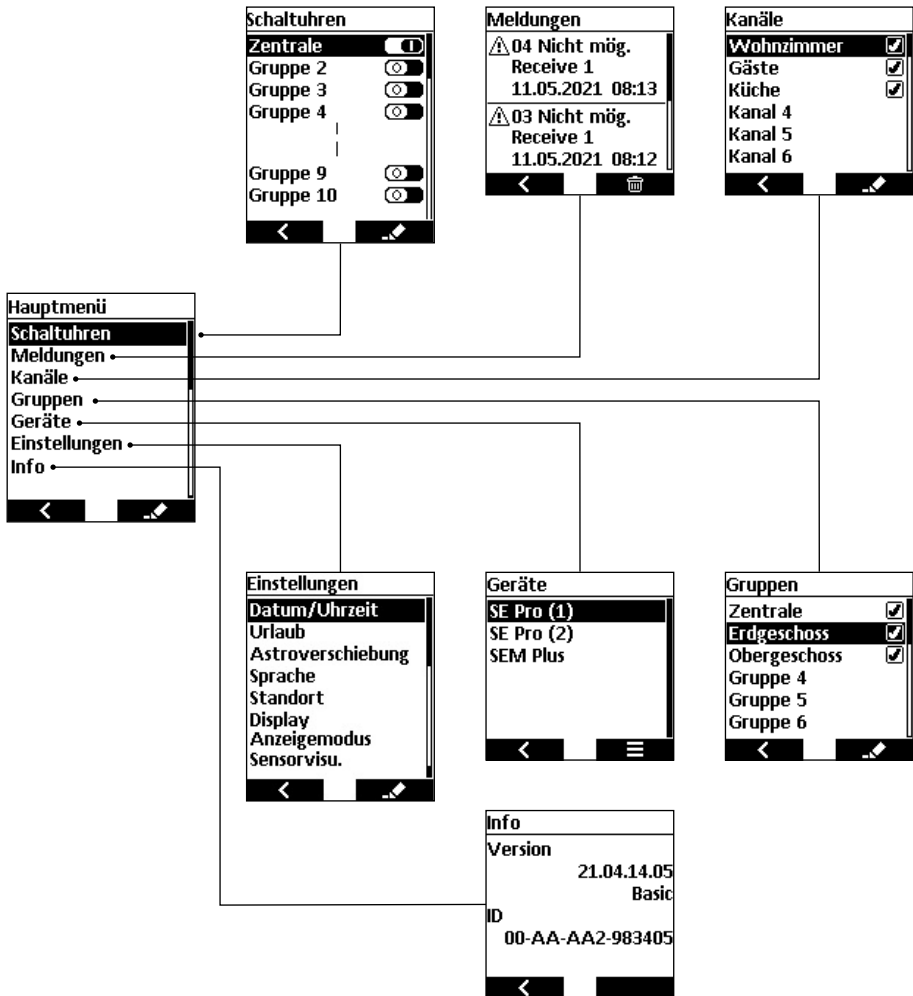 Schaltuhren
Zentrale
Gruppe 2
Gruppe 3
Gruppe 4
Gruppe 9
Gruppe 10
Meldungen
04 Nicht mög.
Receive 1
11.05.2021 08:13
03 Nicht mög.
Receive 1
11.05.2021 08:12
Kanäle
Wohnzimmer
Gäste
Küche
Kanal 4
Kanal 5
Kanal 6
Hauptmenü
Schaltuhren
Meldungen
Kanäle
Gruppen
Geräte
Einstellungen
Info
Einstellungen
Datum/Uhrzeit
Urlaub
Astroverschiebung
Sprache
Standort
Display
Anzeigemodus
Sensorvisu.
Geräte
SE Pro (1)
SE Pro (2)
SEM Plus
Gruppen
Zentrale
Erdgeschoss
Obergeschoss
Gruppe 4
Gruppe 5
Gruppe 6
Info
Version
21.04.14.05
Basic
ID
00-AA-AA2-983405